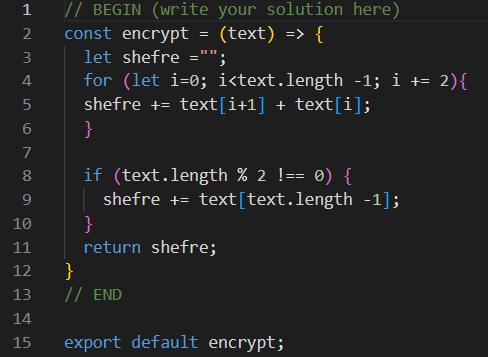 1 // BEGIN (write your solution here)
2 const encrypt = (text) => {
3 let shefre ="";
4 for (let i=0; i<text.length -1; i += 2){
5 shefre += text[i+1] + text[i];
6 }
7
8 if (text.length % 2 !== 0) {
9 shefre += text[text.length -1];
10 }
11 return shefre;
12 }
13 // END
14
15 export default encrypt;